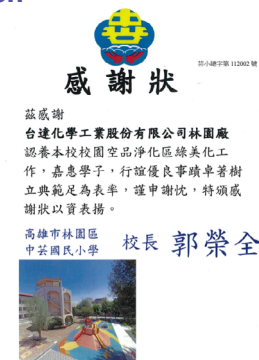 芸小總字第 112002 號
感謝狀
茲感謝
台達化學工業股份有限公司林園廠
認養本校校園空品淨化區綠美化工
作，嘉惠學子，行誼優良事蹟卓著樹
立典範足為表率，謹申謝忱，特頒感
謝狀以資表揚。
高雄市林園區
中芸國民小學
校長 郭榮全